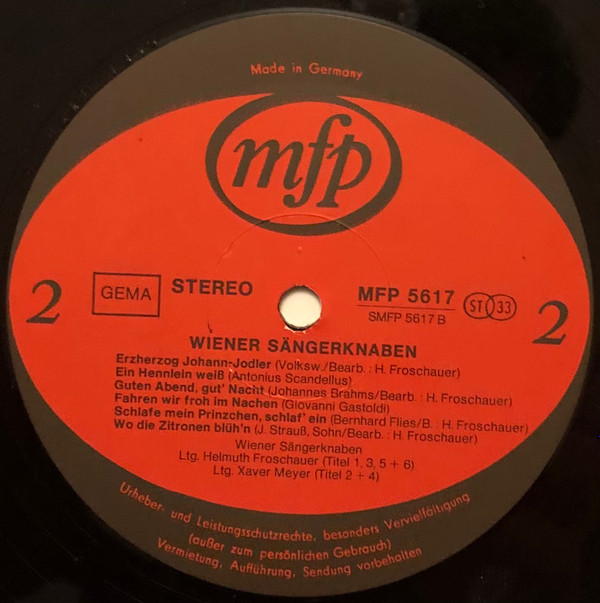 Made in Germany
mfp
2
GEMA
STEREO
MFP 5617
SMFP 5617 B
ST 33
2
WIENER SÄNGERKNABEN
Erzherzog Johann-Jodler (Volksw./Bearb.: H. Froschauer)
Ein Hennlein weiß (Antonius Scandellus)
Guten Abend, gut' Nacht (Johannes Brahms/Bearb.: H. Froschauer)
Fahren wir froh im Nachen (Giovanni Gastoldi)
Schlafe mein Prinzchen, schlaf' ein (Bernhard Flies/B.: H. Froschauer)
Wo die Zitronen blüh'n (J. Strauß, Sohn/Bearb.: H. Froschauer)
Wiener Sängerknaben
Ltg. Helmuth Froschauer (Titel 1, 3, 5 + 6)
Ltg. Xaver Meyer (Titel 2 + 4)
Urheber- und Leistungsschutzrechte, besonders Vervielfältigung
(außer zum persönlichen Gebrauch)
Vermietung, Aufführung, Sendung vorbehalten